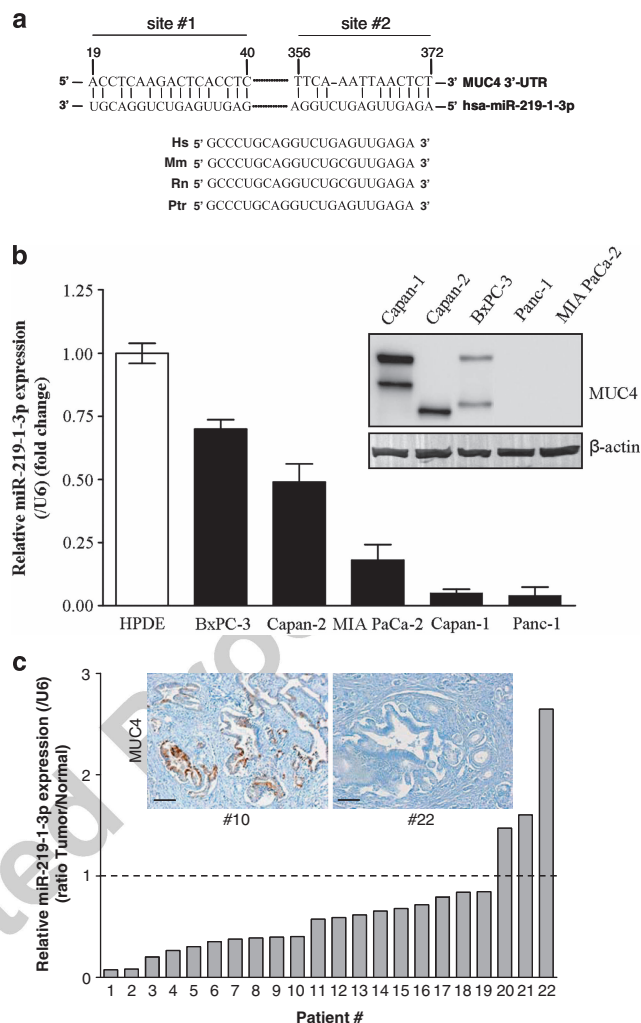 a
site #1 site #2
19 40 356 372
5’ ACCTCAAGACTCACCTC TTCA-AATTAACTCT 3’ MUC4 3’-UTR
3’ UGCAGGUCUGAGUUGAG AGGUCUGAGUUGAGA 5’ hsa-miR-219-1-3p
Hs 5’ GCCCUGCAGGUCUGAGUUGAGA 3’
Mm 5’ GCCCUGCAGGUCUGCGUUGAGA 3’
Rn 5’ GCCCUGCAGGUCUGCGUUGAGA 3’
Ptr 5’ GCCCUGCAGGUCUGAGUUGAGA 3’
b
Relative miR-219-1-3p expression
(/U6) (fold change)
1.25
1.00
0.75
0.50
0.25
0.00
HPDE BxPC-3 Capan-2 MIA PaCa-2 Capan-1 Panc-1
Capan-1 Capan-2 BxPC-3 Panc-1 MIA PaCa-2
MUC4
β-actin
c
Relative miR-219-1-3p expression (/U6)
(ratio Tumor/Normal)
3
2
1
0
MUC4
#10 #22
1 2 3 4 5 6 7 8 9 10 11 12 13 14 15 16 17 18 19 20 21 22
Patient #